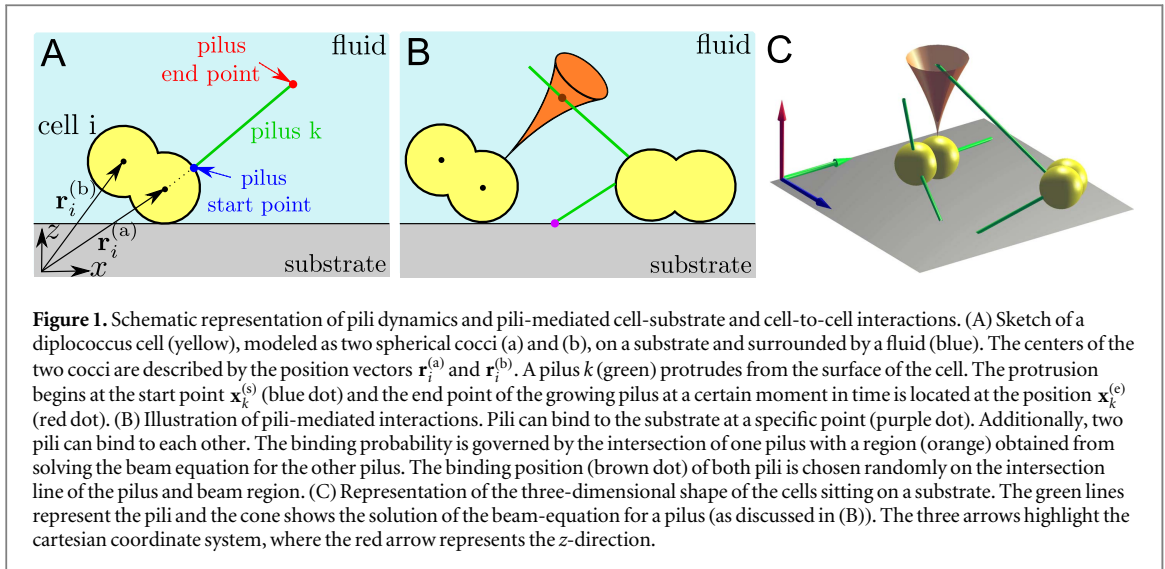 A
pilus
end point
fluid
cell i
pilus k
pilus
start point
r_i^(b)
r_i^(a)
z
x
substrate
B
fluid
substrate
C
Figure 1. Schematic representation of pili dynamics and pili-mediated cell-substrate and cell-to-cell interactions. (A) Sketch of a
diplococcus cell (yellow), modeled as two spherical cocci (a) and (b), on a substrate and surrounded by a fluid (blue). The centers of the
two cocci are described by the position vectors r_i^(a) and r_i^(b). A pilus k (green) protrudes from the surface of the cell. The protrusion
begins at the start point x_k^(s) (blue dot) and the end point of the growing pilus at a certain moment in time is located at the position x_k^(e)
(red dot). (B) Illustration of pili-mediated interactions. Pili can bind to the substrate at a specific point (purple dot). Additionally, two
pili can bind to each other. The binding probability is governed by the intersection of one pilus with a region (orange) obtained from
solving the beam equation for the other pilus. The binding position (brown dot) of both pili is chosen randomly on the intersection
line of the pilus and beam region. (C) Representation of the three-dimensional shape of the cells sitting on a substrate. The green lines
represent the pili and the cone shows the solution of the beam-equation for a pilus (as discussed in (B)). The three arrows highlight the
cartesian coordinate system, where the red arrow represents the z-direction.